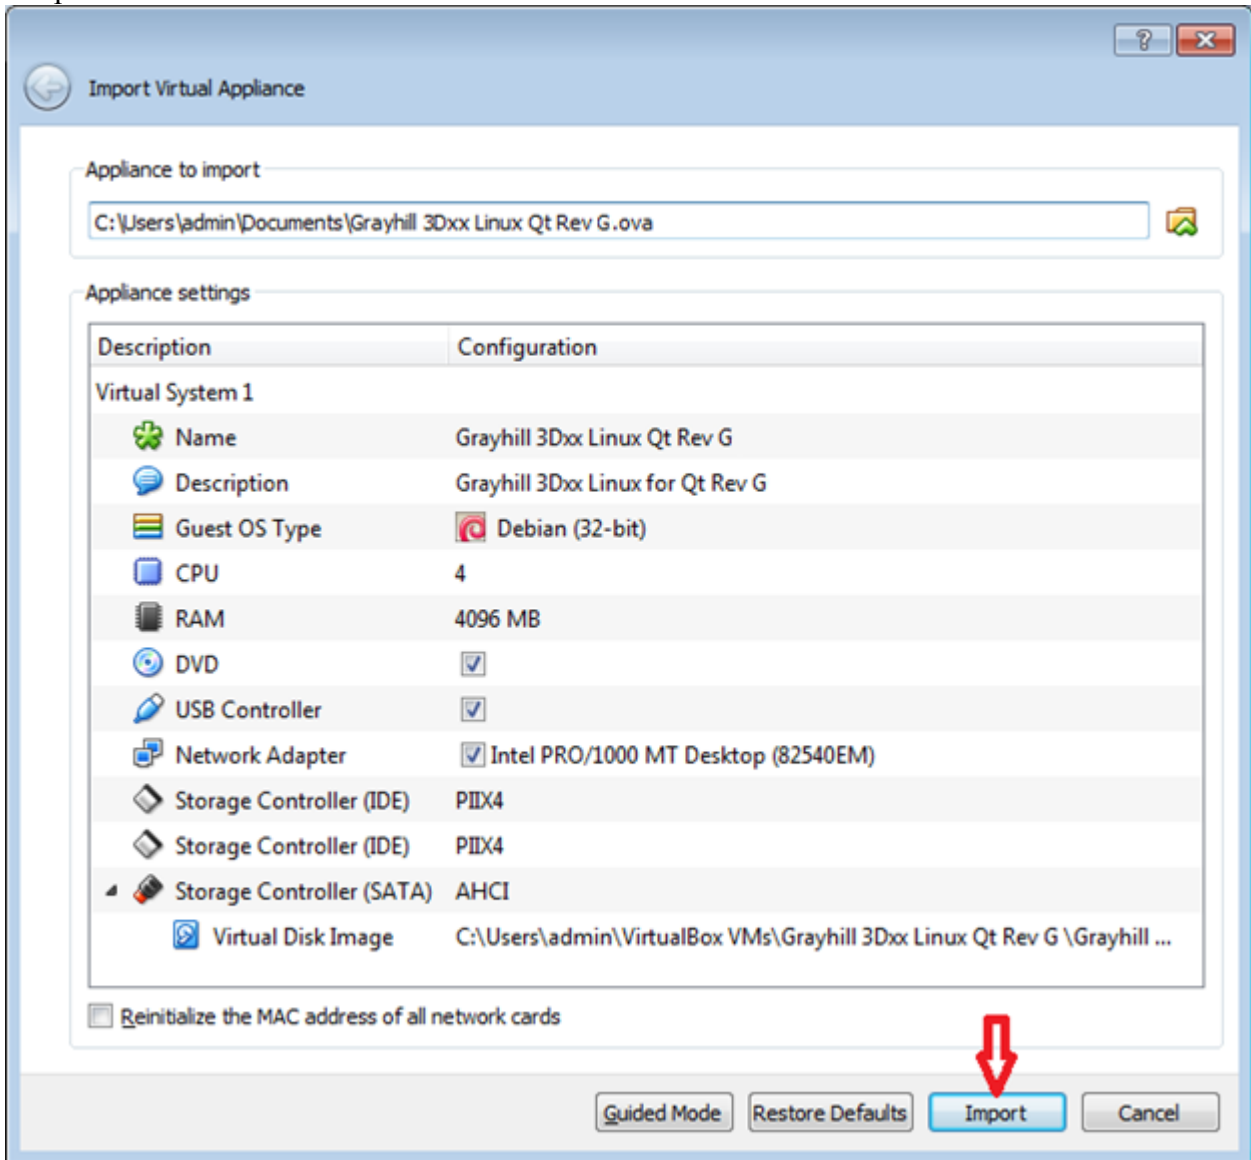 Import Virtual Appliance
Appliance to import
C:\Users\admin\Documents\Grayhill 3Dxx Linux Qt Rev G.ova
Appliance settings
Description Configuration
Virtual System 1
Name Grayhill 3Dxx Linux Qt Rev G
Description Grayhill 3Dxx Linux for Qt Rev G
Guest OS Type Debian (32-bit)
CPU 4
RAM 4096 MB
DVD
USB Controller
Network Adapter Intel PRO/1000 MT Desktop (82540EM)
Storage Controller (IDE) PIIX4
Storage Controller (IDE) PIIX4
Storage Controller (SATA) AHCI
Virtual Disk Image C:\Users\admin\VirtualBox VMs\Grayhill 3Dxx Linux Qt Rev G \Grayhill ...
Reinitialize the MAC address of all network cards
Guided Mode Restore Defaults Import Cancel